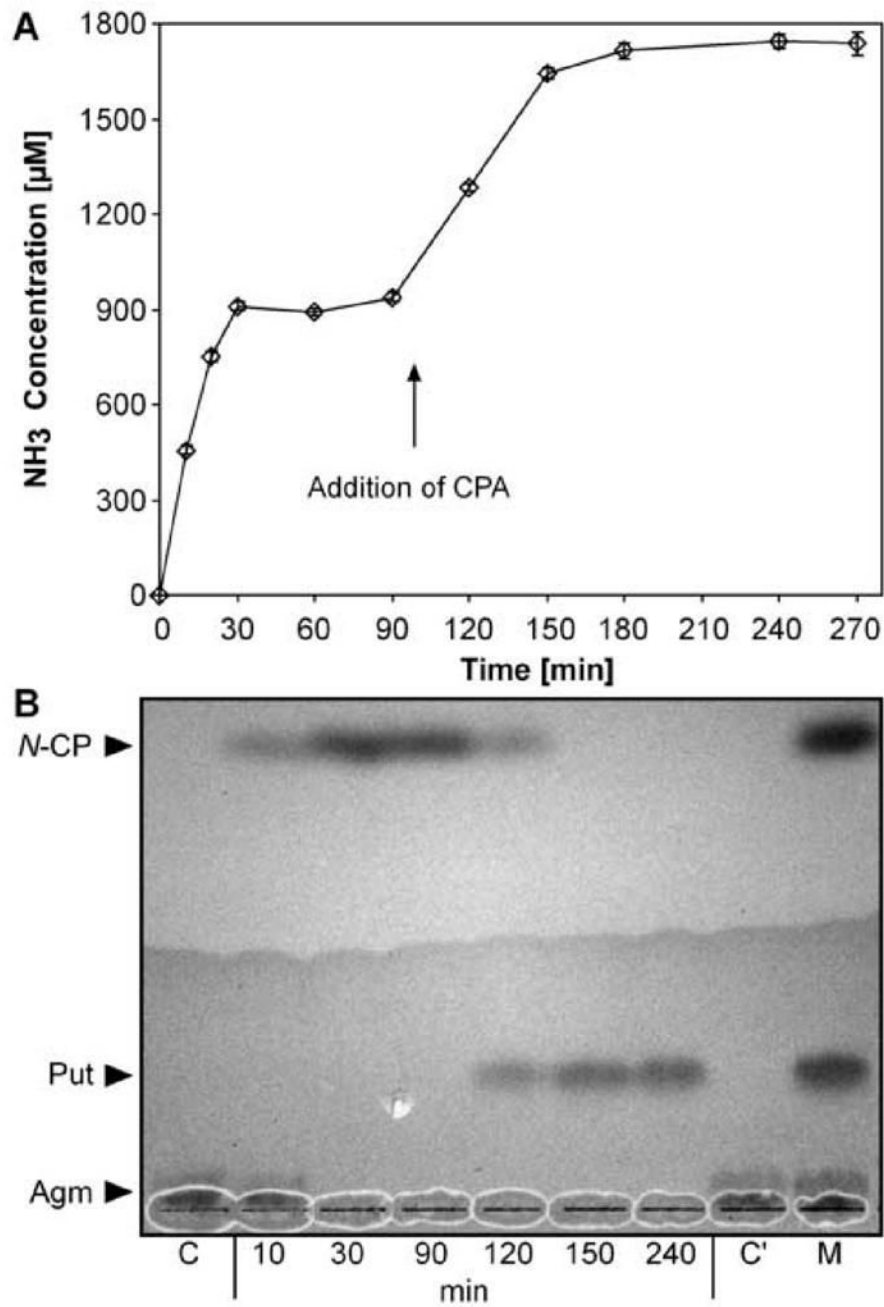 A
1800
1500
1200
900
600
300
0
NH3 Concentration [µM]
Addition of CPA
0 30 60 90 120 150 180 210 240 270
Time [min]
B
N-CP
Put
Agm
C 10 30 90 120 150 240 C' M
min